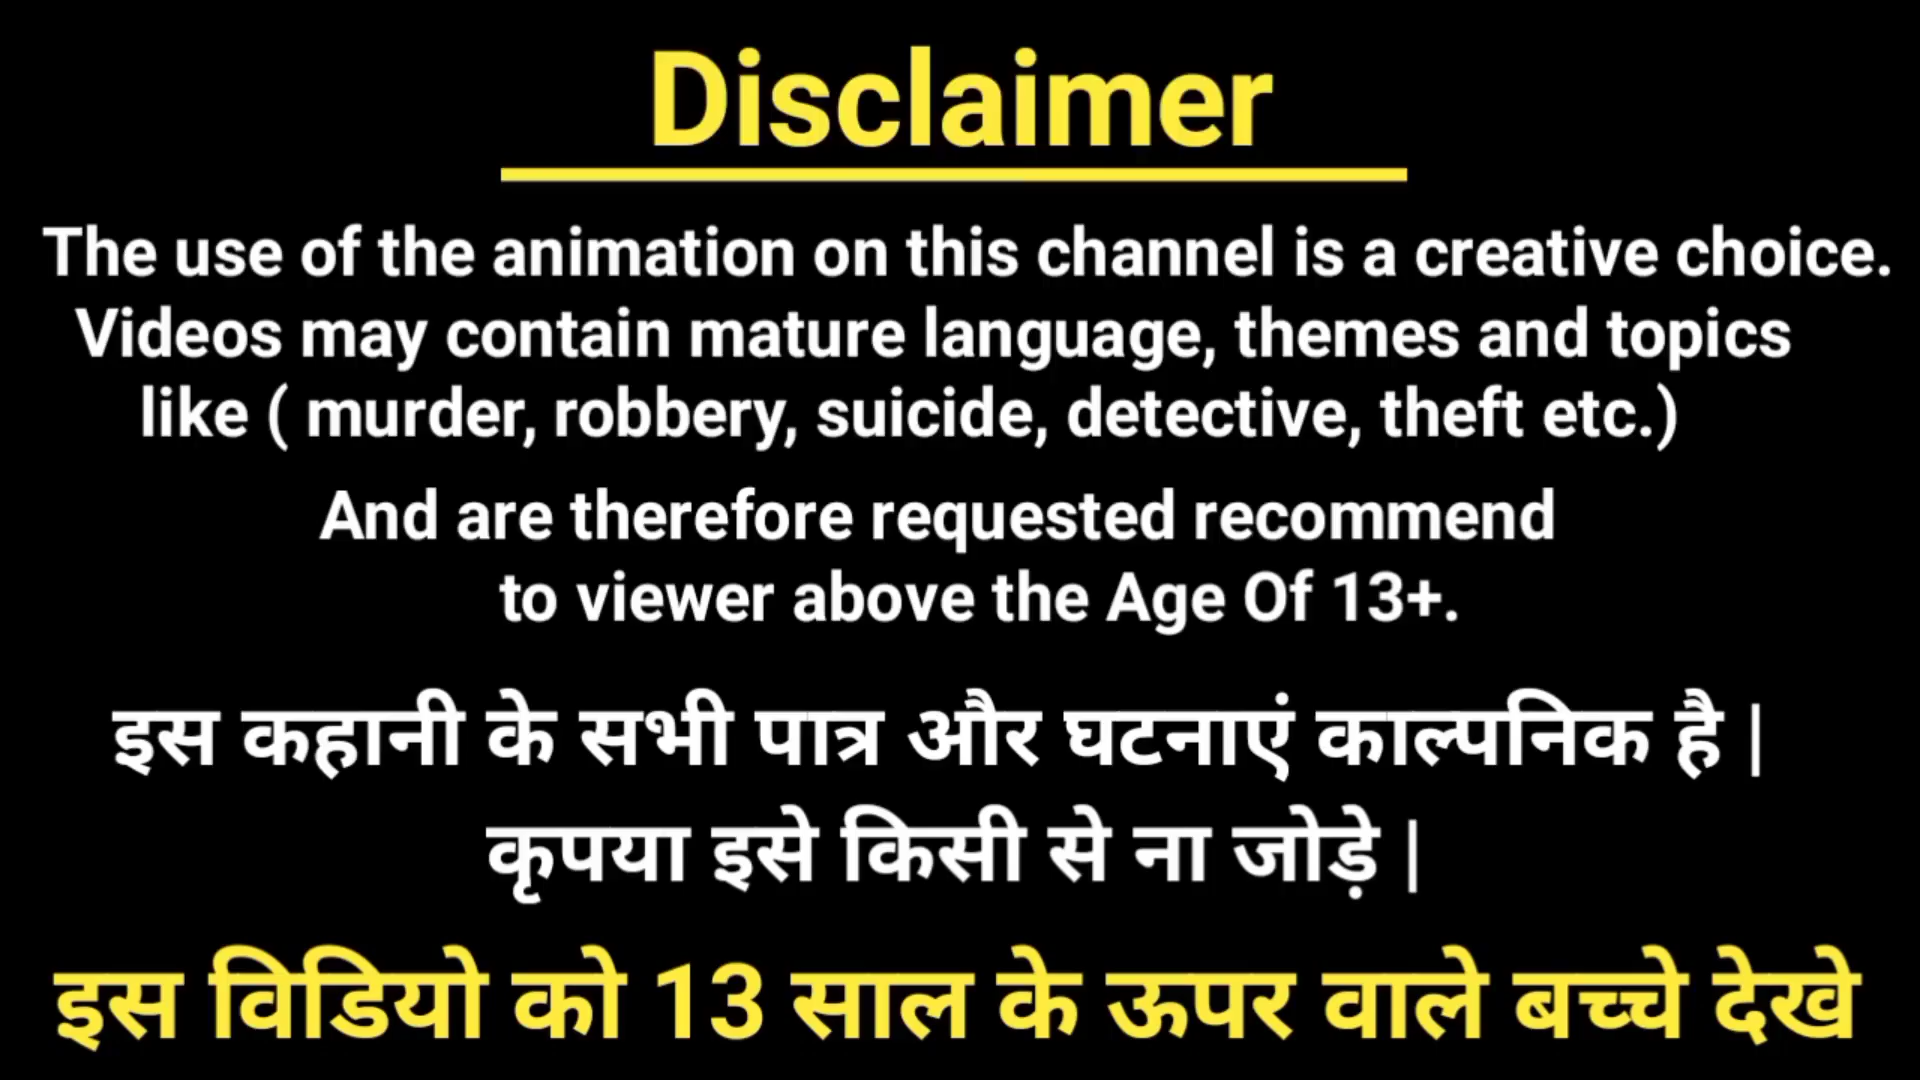 Disclaimer
The use of the animation on this channel is a creative choice.
Videos may contain mature language, themes and topics
like ( murder, robbery, suicide, detective, theft etc.)
And are therefore requested recommend
to viewer above the Age Of 13+.
इस कहानी के सभी पात्र और घटनाएं काल्पनिक है |
कृपया इसे किसी से ना जोड़े |
इस विडियो को 13 साल के ऊपर वाले बच्चे देखे